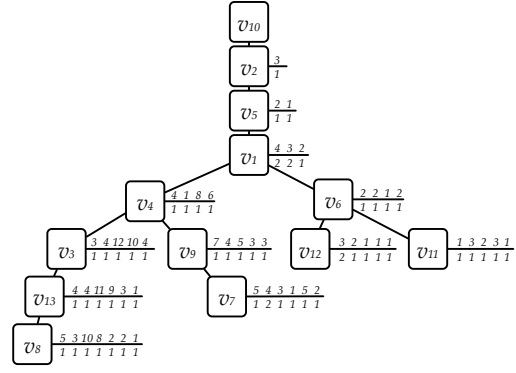 v10
v2
3
1
v5
2 1
1 1
v1
4 3 2
2 2 1
v4
4 1 8 6
1 1 1 1
v6
2 2 1 2
1 1 1 1
v3
3 4 12 10 4
1 1 1 1 1
v9
7 4 5 3 3
1 1 1 1 1
v12
3 2 1 1 1
2 1 1 1 1
v11
1 3 2 3 1
1 1 1 1 1
v13
4 4 11 9 3 1
1 1 1 1 1 1
v7
5 4 3 1 5 2
1 2 1 1 1 1
v8
5 3 10 8 2 2 1
1 1 1 1 1 1 1